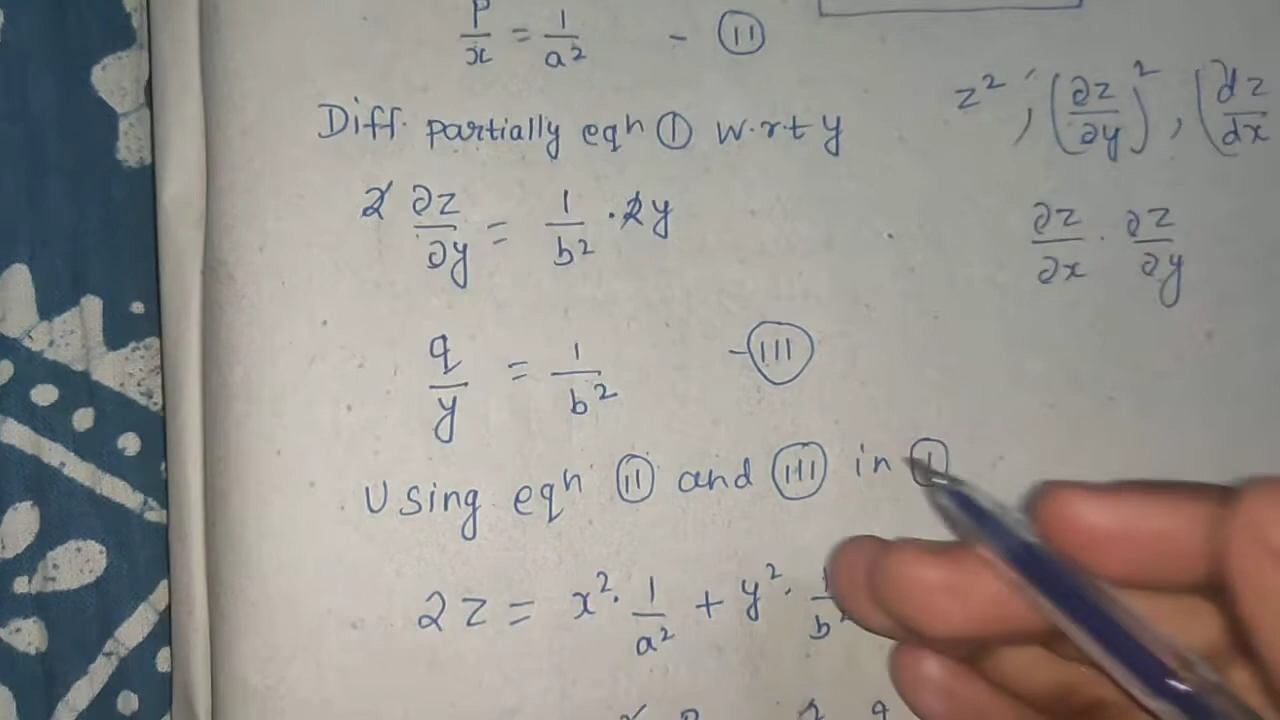 p/x = 1/a² - (II)
Diff. partially eqn (I) w.r.t y
2 ∂z/∂y = 1/b² · 2y
q/y = 1/b² - (III)
Using eqn (II) and (III) in (I)
2z = x² · 1/a² + y² ·
z², (∂z/∂y)², (∂z/∂x
∂z/∂x · ∂z/∂y